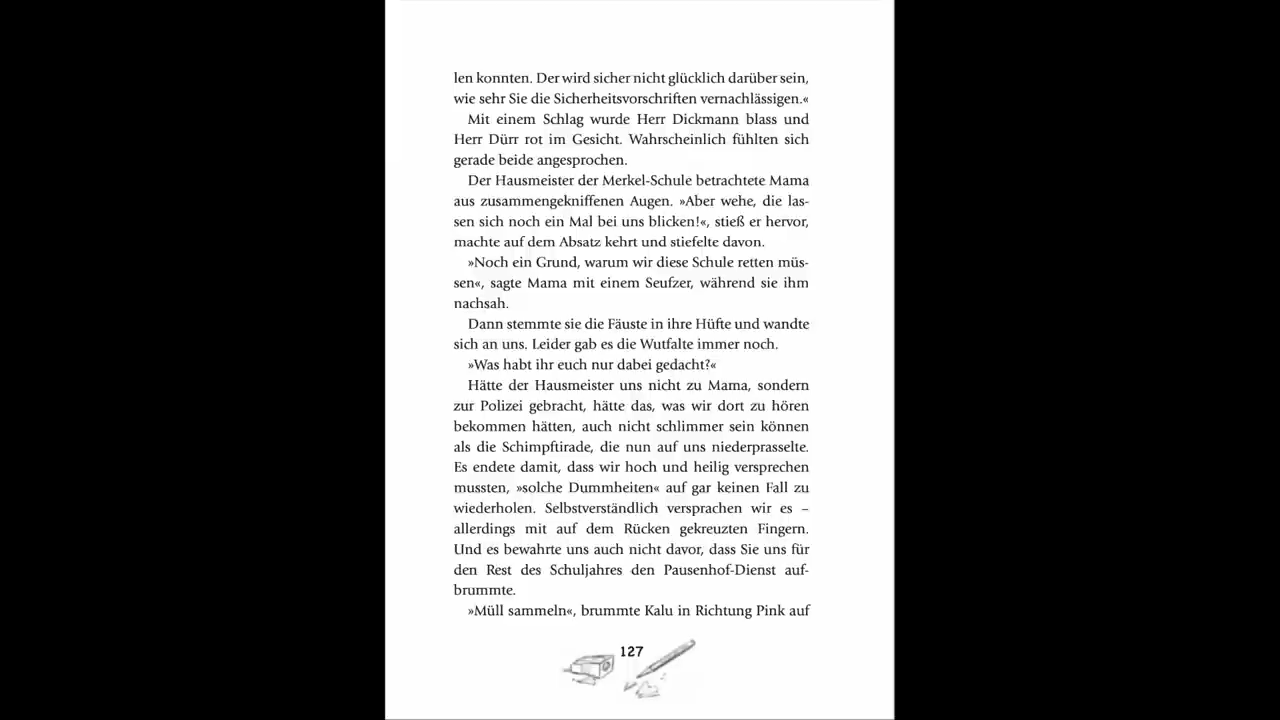 len konnten. Der wird sicher nicht glücklich darüber sein,
wie sehr Sie die Sicherheitsvorschriften vernachlässigen.«
Mit einem Schlag wurde Herr Dickmann blass und
Herr Dürr rot im Gesicht. Wahrscheinlich fühlten sich
gerade beide angesprochen.
Der Hausmeister der Merkel-Schule betrachtete Mama
aus zusammengekniffenen Augen. »Aber wehe, die las-
sen sich noch ein Mal bei uns blicken!«, stieß er hervor,
machte auf dem Absatz kehrt und stiefelte davon.
»Noch ein Grund, warum wir diese Schule retten müs-
sen«, sagte Mama mit einem Seufzer, während sie ihm
nachsah.
Dann stemmte sie die Fäuste in ihre Hüfte und wandte
sich an uns. Leider gab es die Wutfalte immer noch.
»Was habt ihr euch nur dabei gedacht?«
Hätte der Hausmeister uns nicht zu Mama, sondern
zur Polizei gebracht, hätte das, was wir dort zu hören
bekommen hätten, auch nicht schlimmer sein können
als die Schimpftirade, die nun auf uns niederprasselte.
Es endete damit, dass wir hoch und heilig versprechen
mussten, »solche Dummheiten« auf gar keinen Fall zu
wiederholen. Selbstverständlich versprachen wir es –
allerdings mit auf dem Rücken gekreuzten Fingern.
Und es bewahrte uns auch nicht davor, dass Sie uns für
den Rest des Schuljahres den Pausenhof-Dienst auf-
brummte.
»Müll sammeln«, brummte Kalu in Richtung Pink auf
127